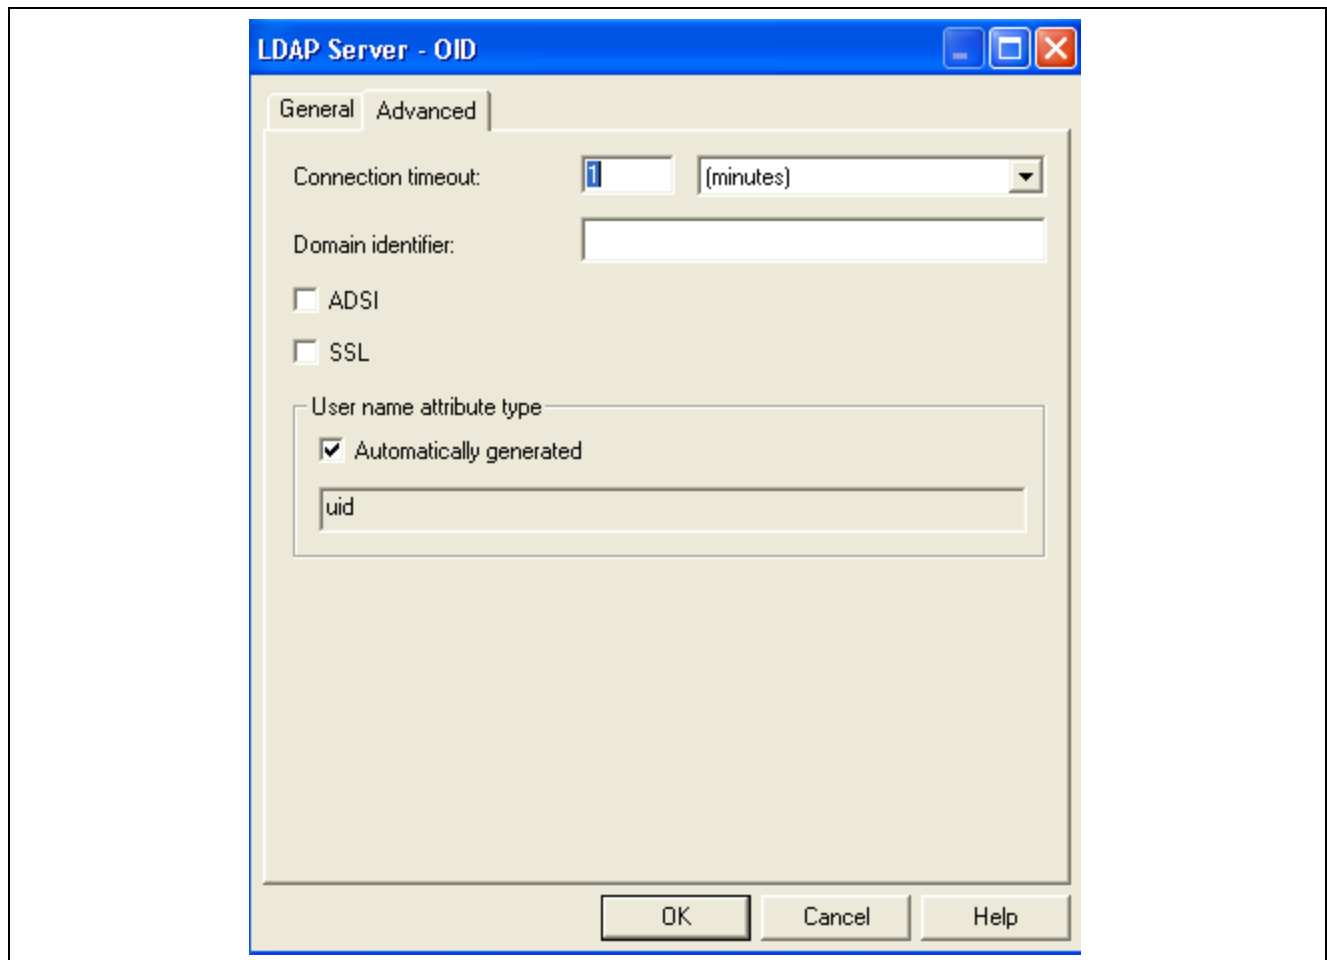 LDAP Server - OID
General Advanced
Connection timeout: 1 (minutes)
Domain identifier:
ADSI
SSL
User name attribute type
Automatically generated
uid
OK Cancel Help